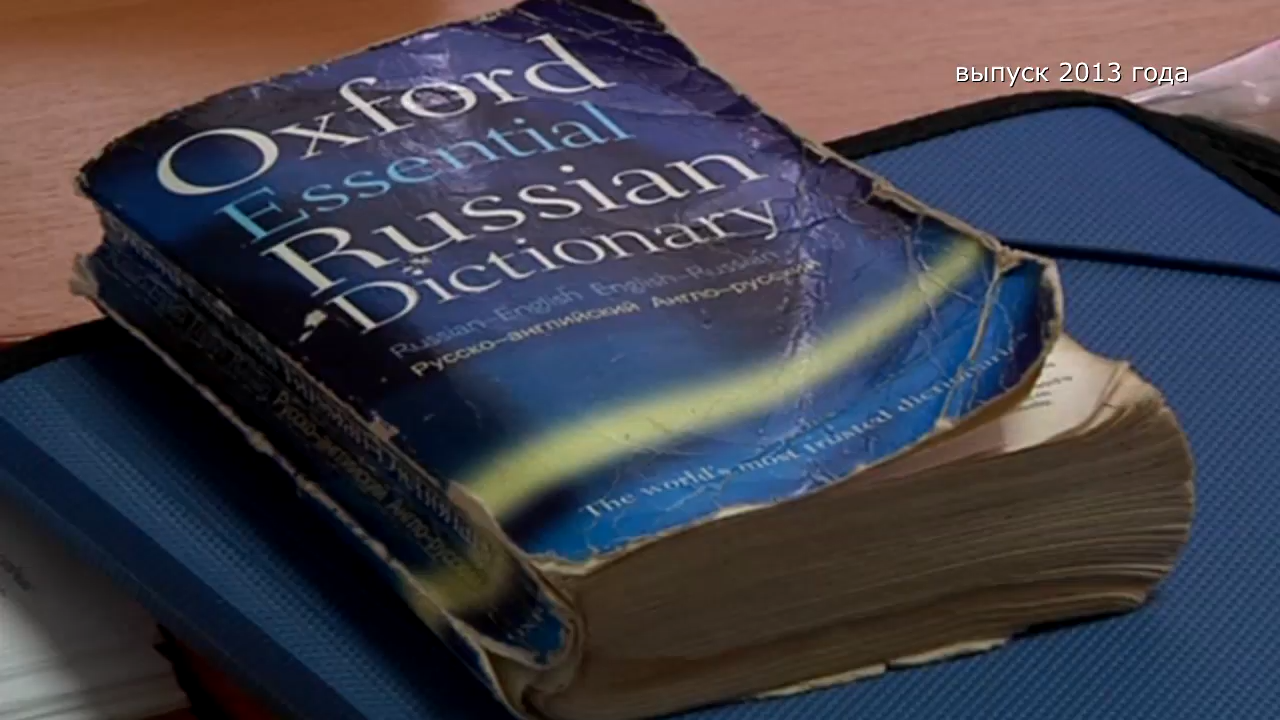 выпуск 2013 года
Oxford
Essential
Russian
Dictionary
Russian–English English–Russian
Русско–английский Англо–русский
The world's most trusted dictionaries